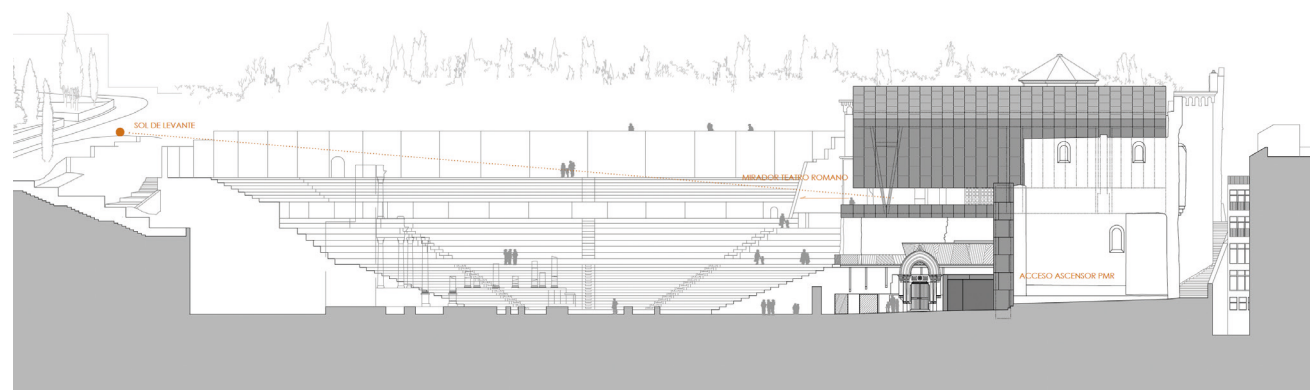 SOL DE LEVANTE
MIRADOR TEATRO ROMANO
ACCESO ASCENSOR PMR